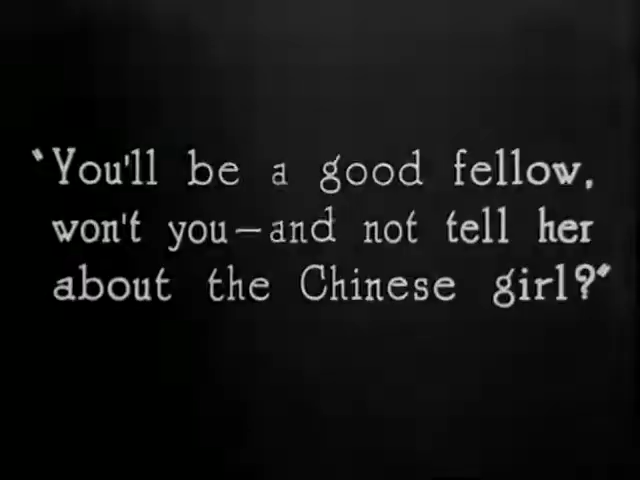 "You'll be a good fellow,
won't you—and not tell her
about the Chinese girl?"